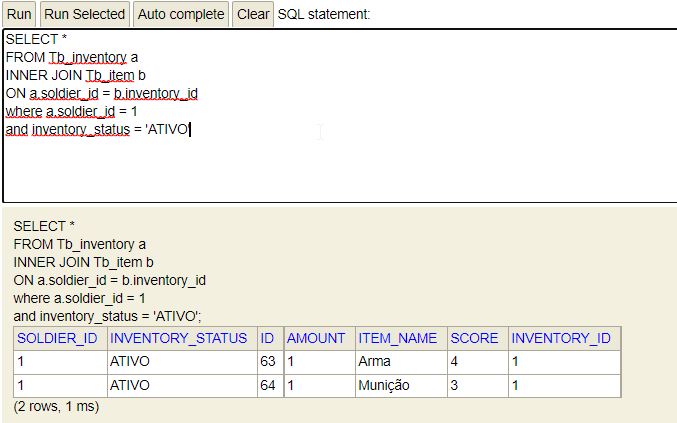 Run Run Selected Auto complete Clear SQL statement:
SELECT *
FROM Tb_inventory a
INNER JOIN Tb_item b
ON a.soldier_id = b.inventory_id
where a.soldier_id = 1
and inventory_status = 'ATIVO'
SELECT *
FROM Tb_inventory a
INNER JOIN Tb_item b
ON a.soldier_id = b.inventory_id
where a.soldier_id = 1
and inventory_status = 'ATIVO';
SOLDIER_ID INVENTORY_STATUS ID AMOUNT ITEM_NAME SCORE INVENTORY_ID
1 ATIVO 63 1 Arma 4 1
1 ATIVO 64 1 Munição 3 1
(2 rows, 1 ms)